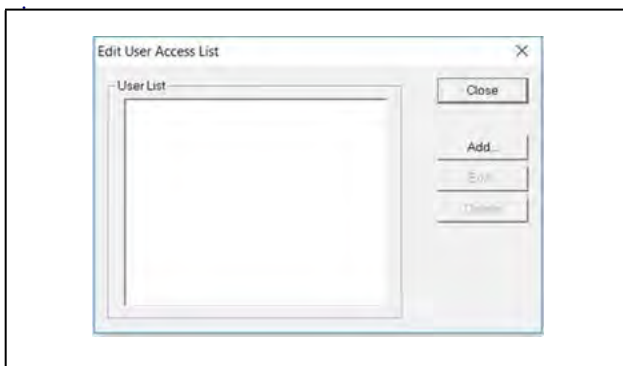 Edit User Access List
User List
Close
Add...
Edit...
Delete